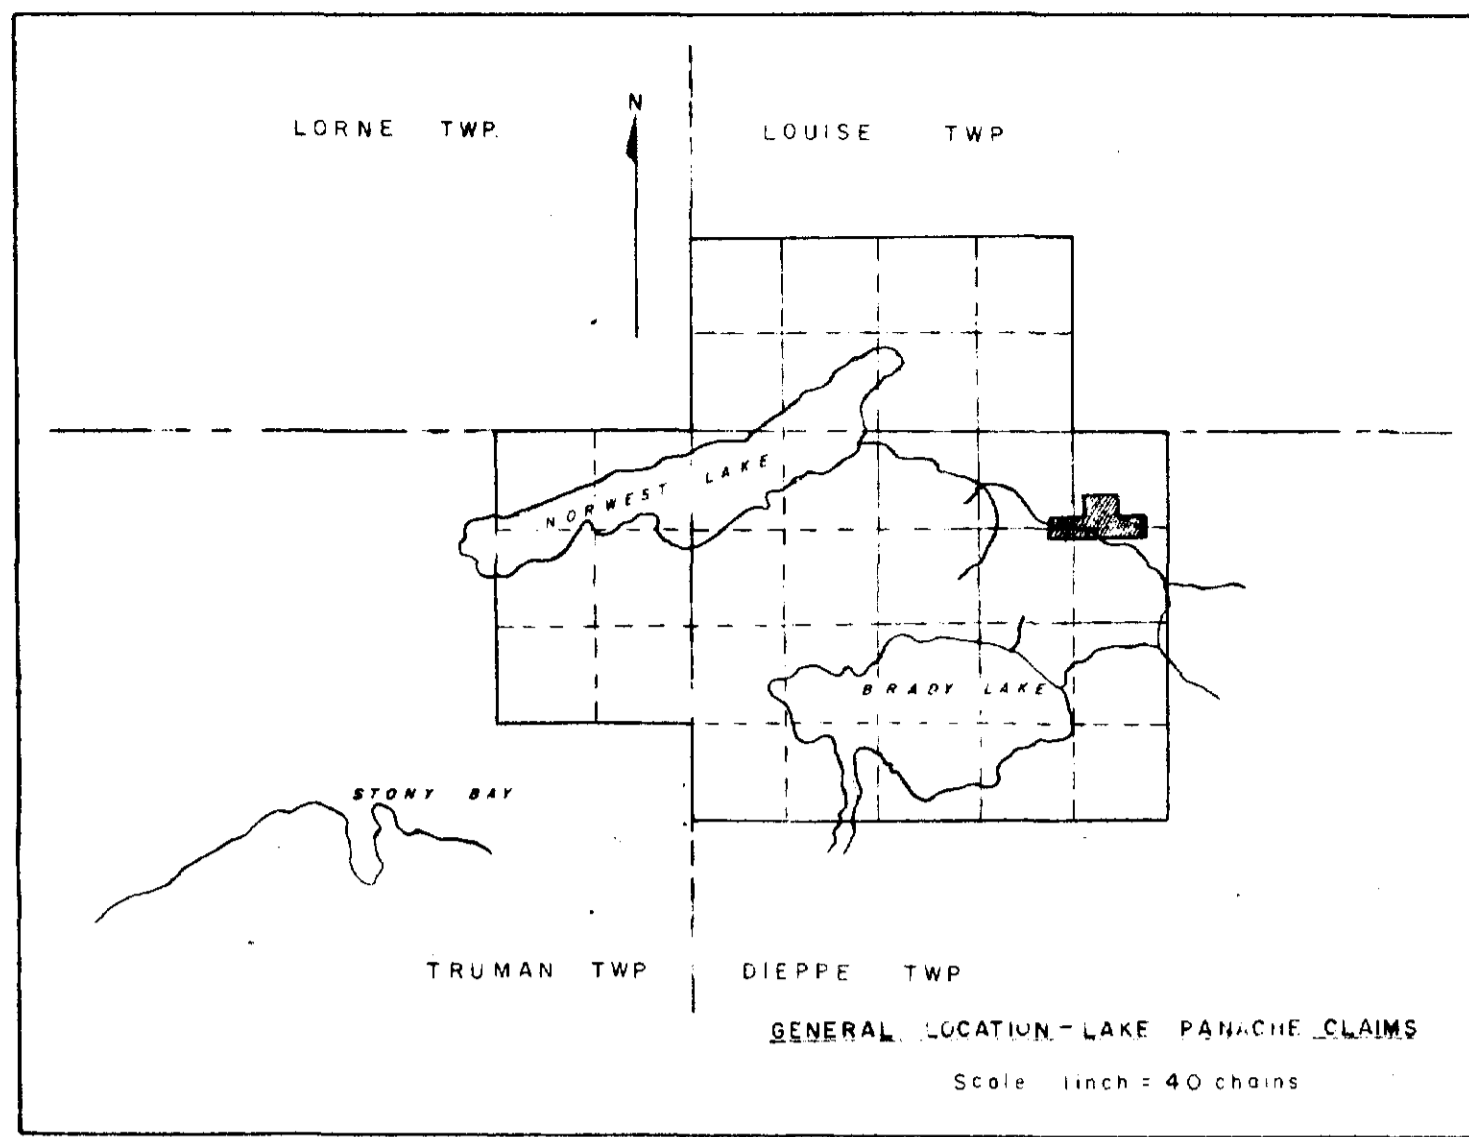 N
LORNE TWP.
LOUISE TWP
NORWEST LAKE
BRADY LAKE
STONY BAY
TRUMAN TWP
DIEPPE TWP
GENERAL LOCATION - LAKE PANACHE CLAIMS
Scale 1 inch = 40 chains